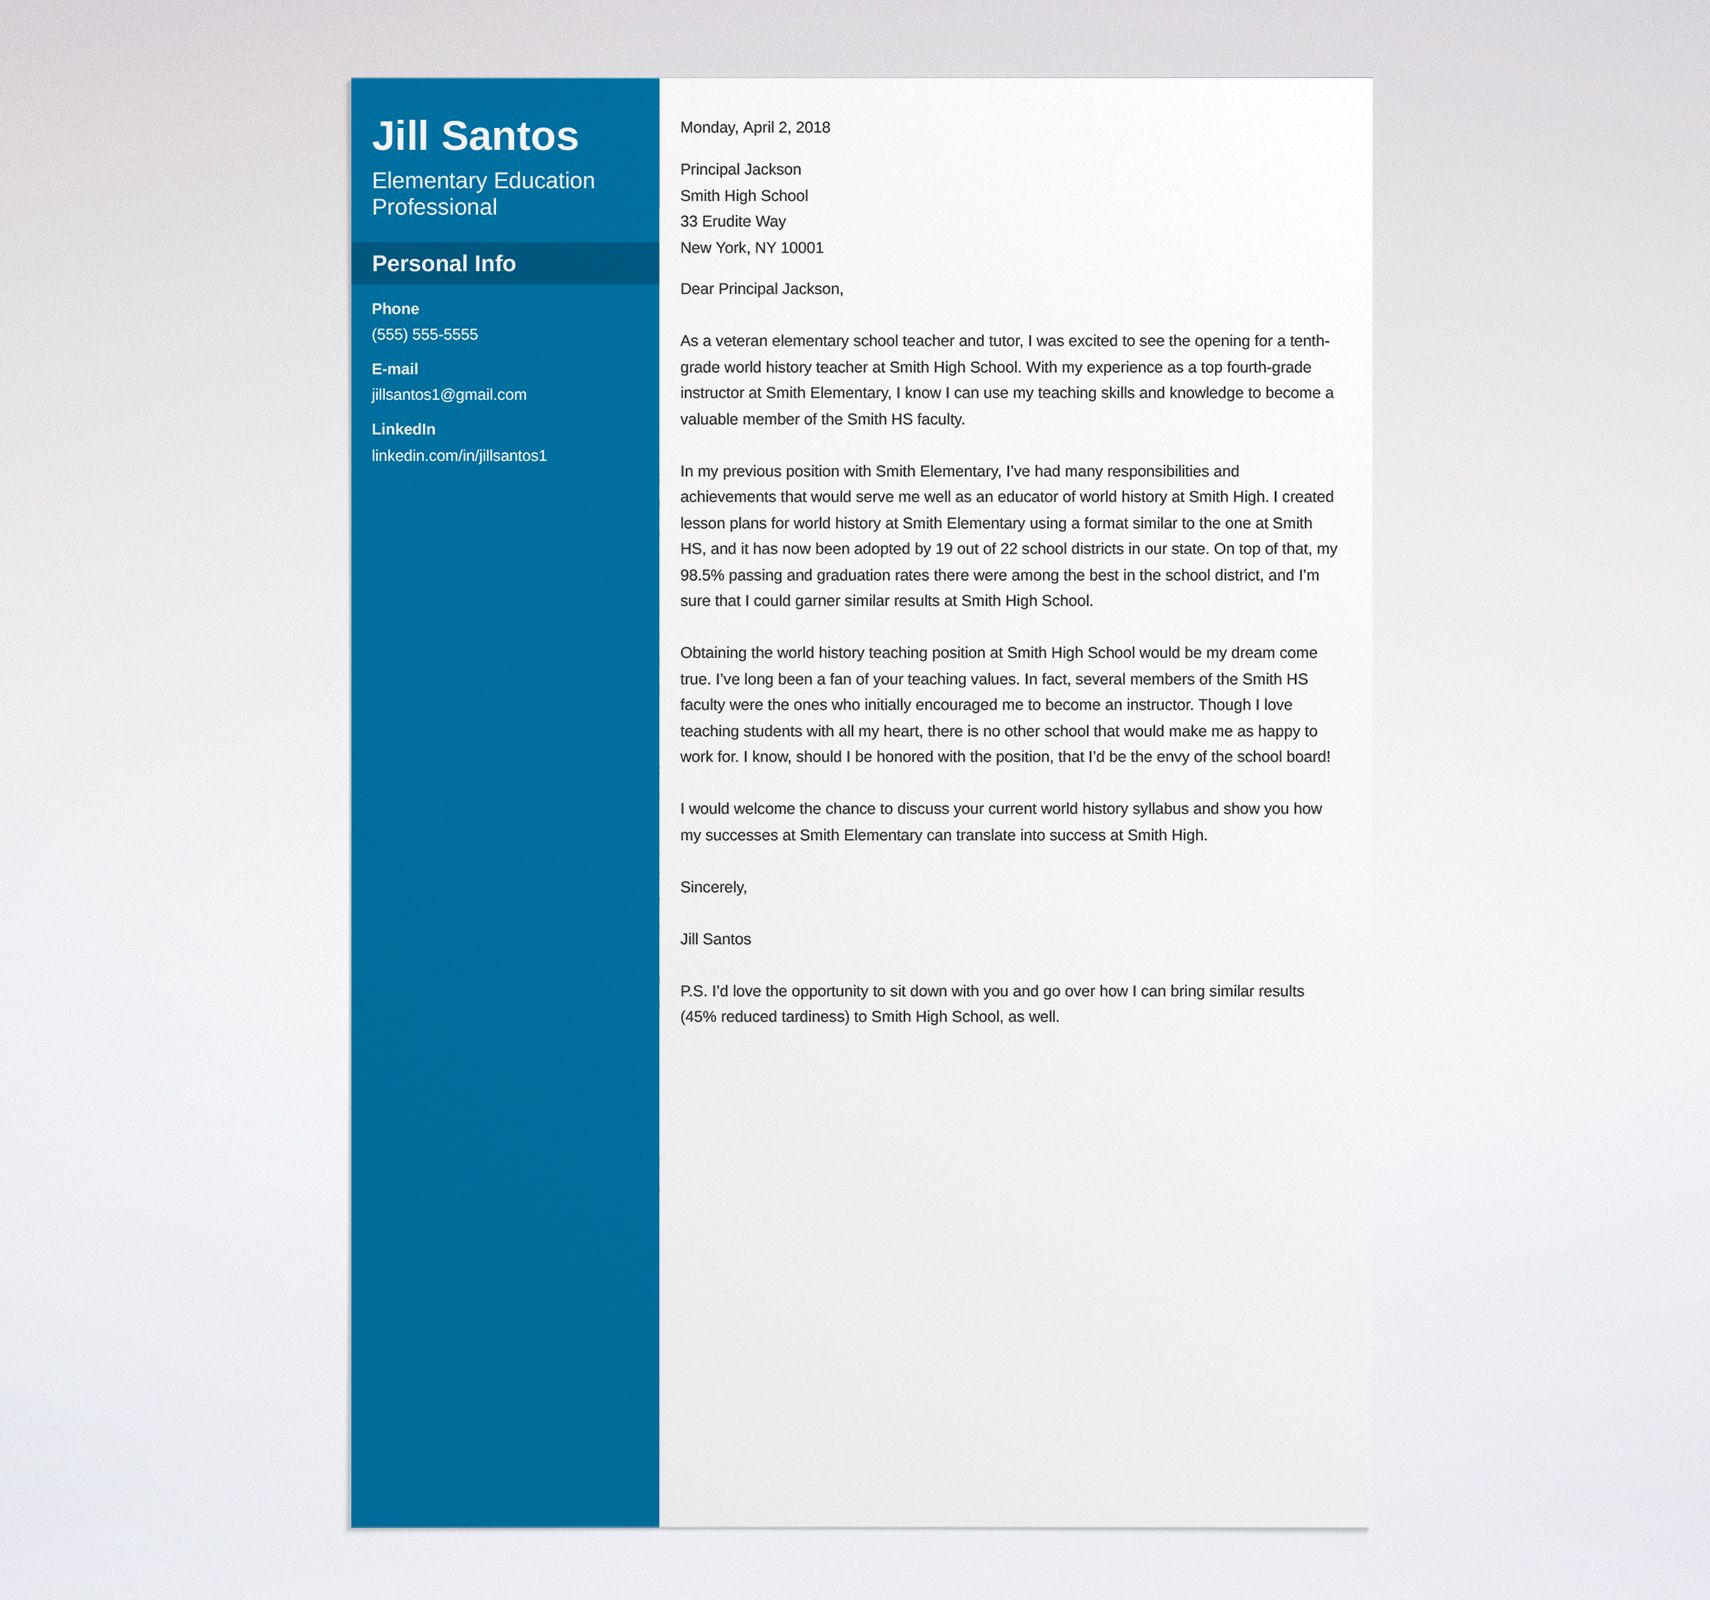 Jill Santos
Elementary Education
Professional
Personal Info
Phone
(555) 555-5555
E-mail
jillsantos1@gmail.com
LinkedIn
linkedin.com/in/jillsantos1
Monday, April 2, 2018
Principal Jackson
Smith High School
33 Erudite Way
New York, NY 10001
Dear Principal Jackson,
As a veteran elementary school teacher and tutor, I was excited to see the opening for a tenth-
grade world history teacher at Smith High School. With my experience as a top fourth-grade
instructor at Smith Elementary, I know I can use my teaching skills and knowledge to become a
valuable member of the Smith HS faculty.
In my previous position with Smith Elementary, I’ve had many responsibilities and
achievements that would serve me well as an educator of world history at Smith High. I created
lesson plans for world history at Smith Elementary using a format similar to the one at Smith
HS, and it has now been adopted by 19 out of 22 school districts in our state. On top of that, my
98.5% passing and graduation rates there were among the best in the school district, and I’m
sure that I could garner similar results at Smith High School.
Obtaining the world history teaching position at Smith High School would be my dream come
true. I’ve long been a fan of your teaching values. In fact, several members of the Smith HS
faculty were the ones who initially encouraged me to become an instructor. Though I love
teaching students with all my heart, there is no other school that would make me as happy to
work for. I know, should I be honored with the position, that I’d be the envy of the school board!
I would welcome the chance to discuss your current world history syllabus and show you how
my successes at Smith Elementary can translate into success at Smith High.
Sincerely,
Jill Santos
P.S. I’d love the opportunity to sit down with you and go over how I can bring similar results
(45% reduced tardiness) to Smith High School, as well.